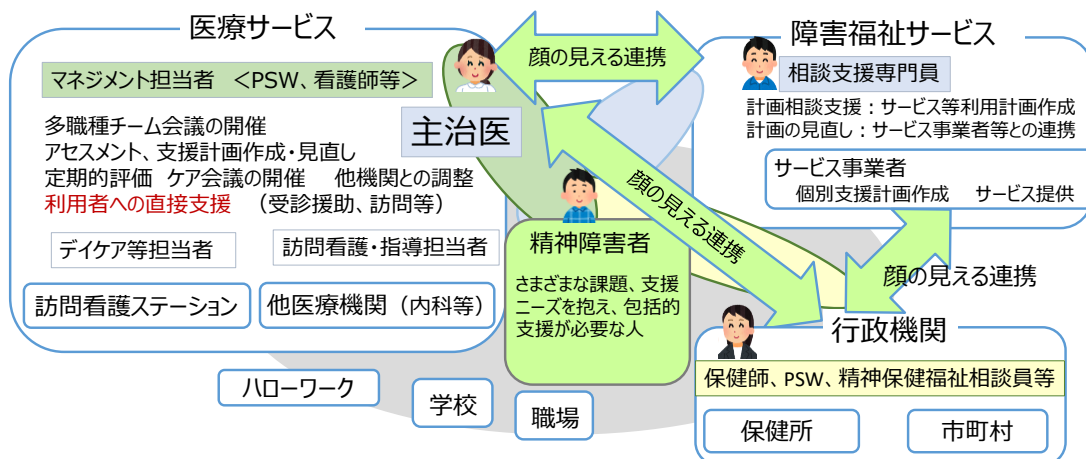 医療サービス
マネジメント担当者 <PSW、看護師等>
主治医
多職種チーム会議の開催
アセスメント、支援計画作成・見直し
定期的評価 ケア会議の開催 他機関との調整
利用者への直接支援 (受診援助、訪問等)
デイケア等担当者
訪問看護・指導担当者
訪問看護ステーション
他医療機関(内科等)
顔の見える連携
障害福祉サービス
相談支援専門員
計画相談支援:サービス等利用計画作成
計画の見直し:サービス事業者等との連携
サービス事業者
個別支援計画作成 サービス提供
顔の見える連携
顔の見える連携
精神障害者
さまざまな課題、支援
ニーズを抱え、包括的
支援が必要な人
行政機関
保健師、PSW、精神保健福祉相談員等
保健所
市町村
ハローワーク
学校
職場